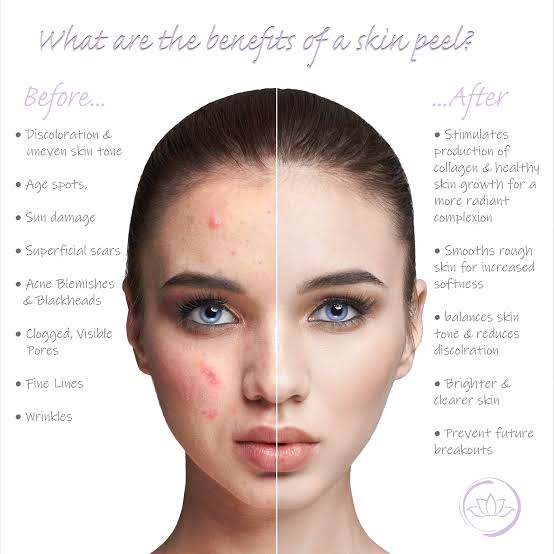 What are the benefits of a skin peel?
Before...
• Discoloration &
uneven skin tone
• Age spots,
• Sun damage
• Superficial scars
• Acne Blemishes
& Blackheads
• Clogged, Visible
Pores
• Fine Lines
• Wrinkles
...After
• Stimulates
production of
collagen & healthy
skin growth for a
more radiant
complexion
• Smooths rough
skin for increased
softness
• balances skin
tone & reduces
discolration
• Brighter &
clearer skin
• Prevent future
breakouts